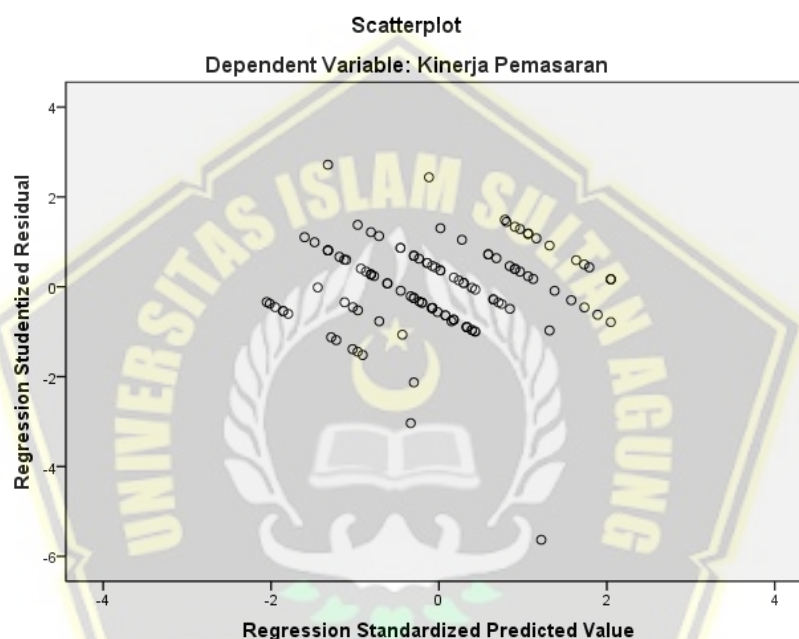 Scatterplot
Dependent Variable: Kinerja Pemasaran
Regression Studentized Residual
4
2
0
-2
-4
-6
-4
-2
0
2
4
Regression Standardized Predicted Value
UNIVERSITAS ISLAM SULTAN AGUNG